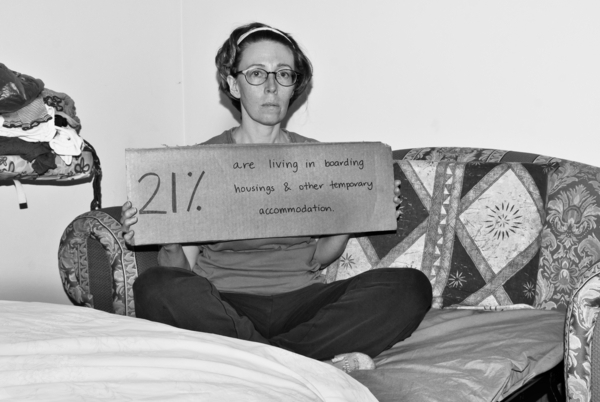 21% are living in boarding
housings & other temporary
accommodation.